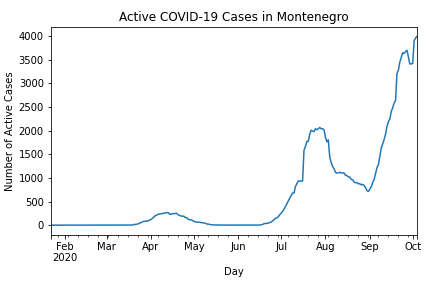 Active COVID-19 Cases in Montenegro
Number of Active Cases
4000
3500
3000
2500
2000
1500
1000
500
0
Feb Mar Apr May Jun Jul Aug Sep Oct
2020
Day